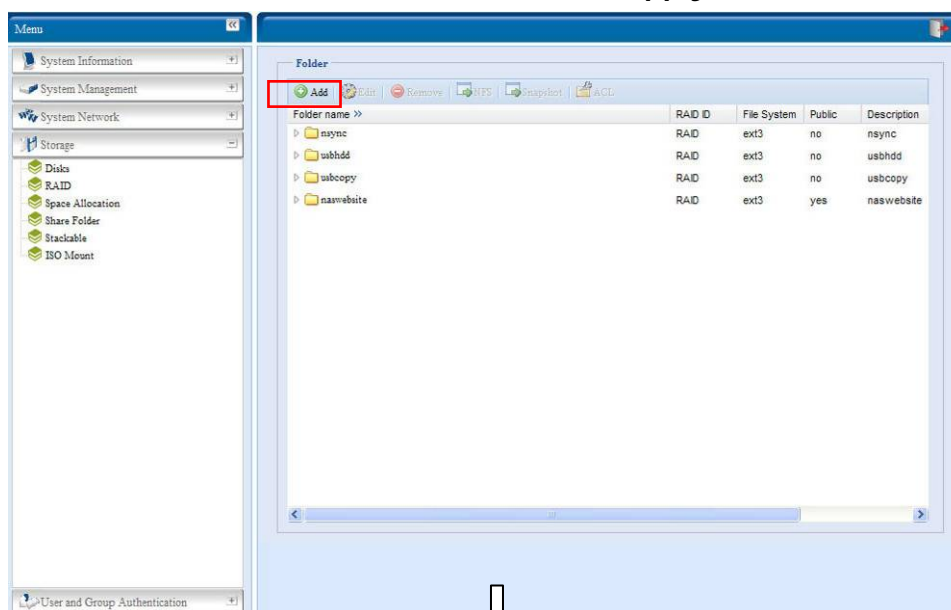 Menu
System Information
System Management
System Network
Storage
Disks
RAID
Space Allocation
Share Folder
Stackable
ISO Mount
User and Group Authentication
Folder
Add Edit Remove NFS Snapshot ACL
Folder name >> RAID ID File System Public Description
nsync RAID ext3 no nsync
usbhdd RAID ext3 no usbhdd
usbcopy RAID ext3 no usbcopy
naswebsite RAID ext3 yes naswebsite